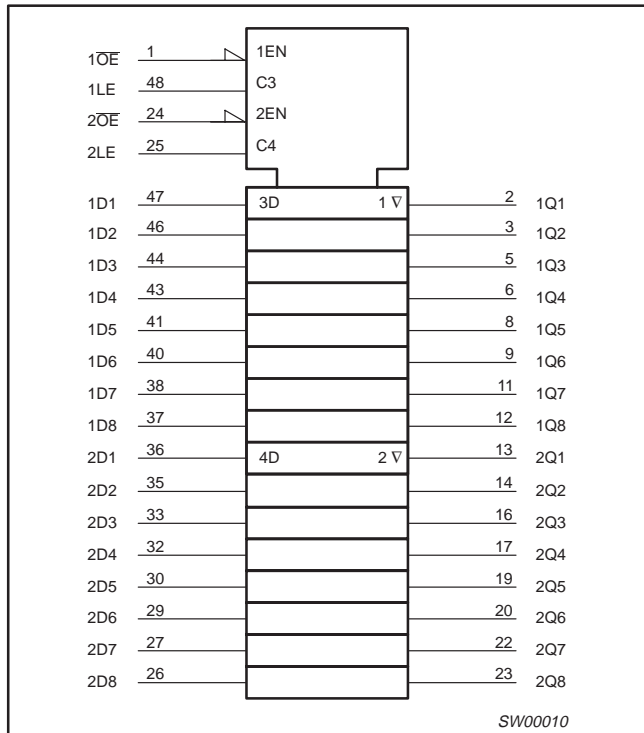 1O̅E̅ 1 1EN
1LE 48 C3
2O̅E̅ 24 2EN
2LE 25 C4
1D1 47 3D 1 ∇ 2 1Q1
1D2 46 3 1Q2
1D3 44 5 1Q3
1D4 43 6 1Q4
1D5 41 8 1Q5
1D6 40 9 1Q6
1D7 38 11 1Q7
1D8 37 12 1Q8
2D1 36 4D 2 ∇ 13 2Q1
2D2 35 14 2Q2
2D3 33 16 2Q3
2D4 32 17 2Q4
2D5 30 19 2Q5
2D6 29 20 2Q6
2D7 27 22 2Q7
2D8 26 23 2Q8
SW00010